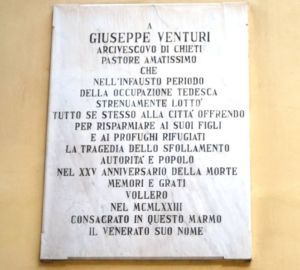 A
GIUSEPPE VENTURI
ARCIVESCOVO DI CHIETI
PASTORE AMATISSIMO
CHE
NELL'INFAUSTO PERIODO
DELLA OCCUPAZIONE TEDESCA
STRENUAMENTE LOTTO'
TUTTO SE STESSO ALLA CITTA' OFFRENDO
PER RISPARMIARE AI SUOI FIGLI
E AI PROFUGHI RIFUGIATI
LA TRAGEDIA DELLO SFOLLAMENTO
AUTORITÀ E POPOLO
NEL XXV ANNIVERSARIO DELLA MORTE
MEMORI E GRATI
VOLLERO
NEL MCMLXXIII
CONSACRATO IN QUESTO MARMO
IL VENERATO SUO NOME